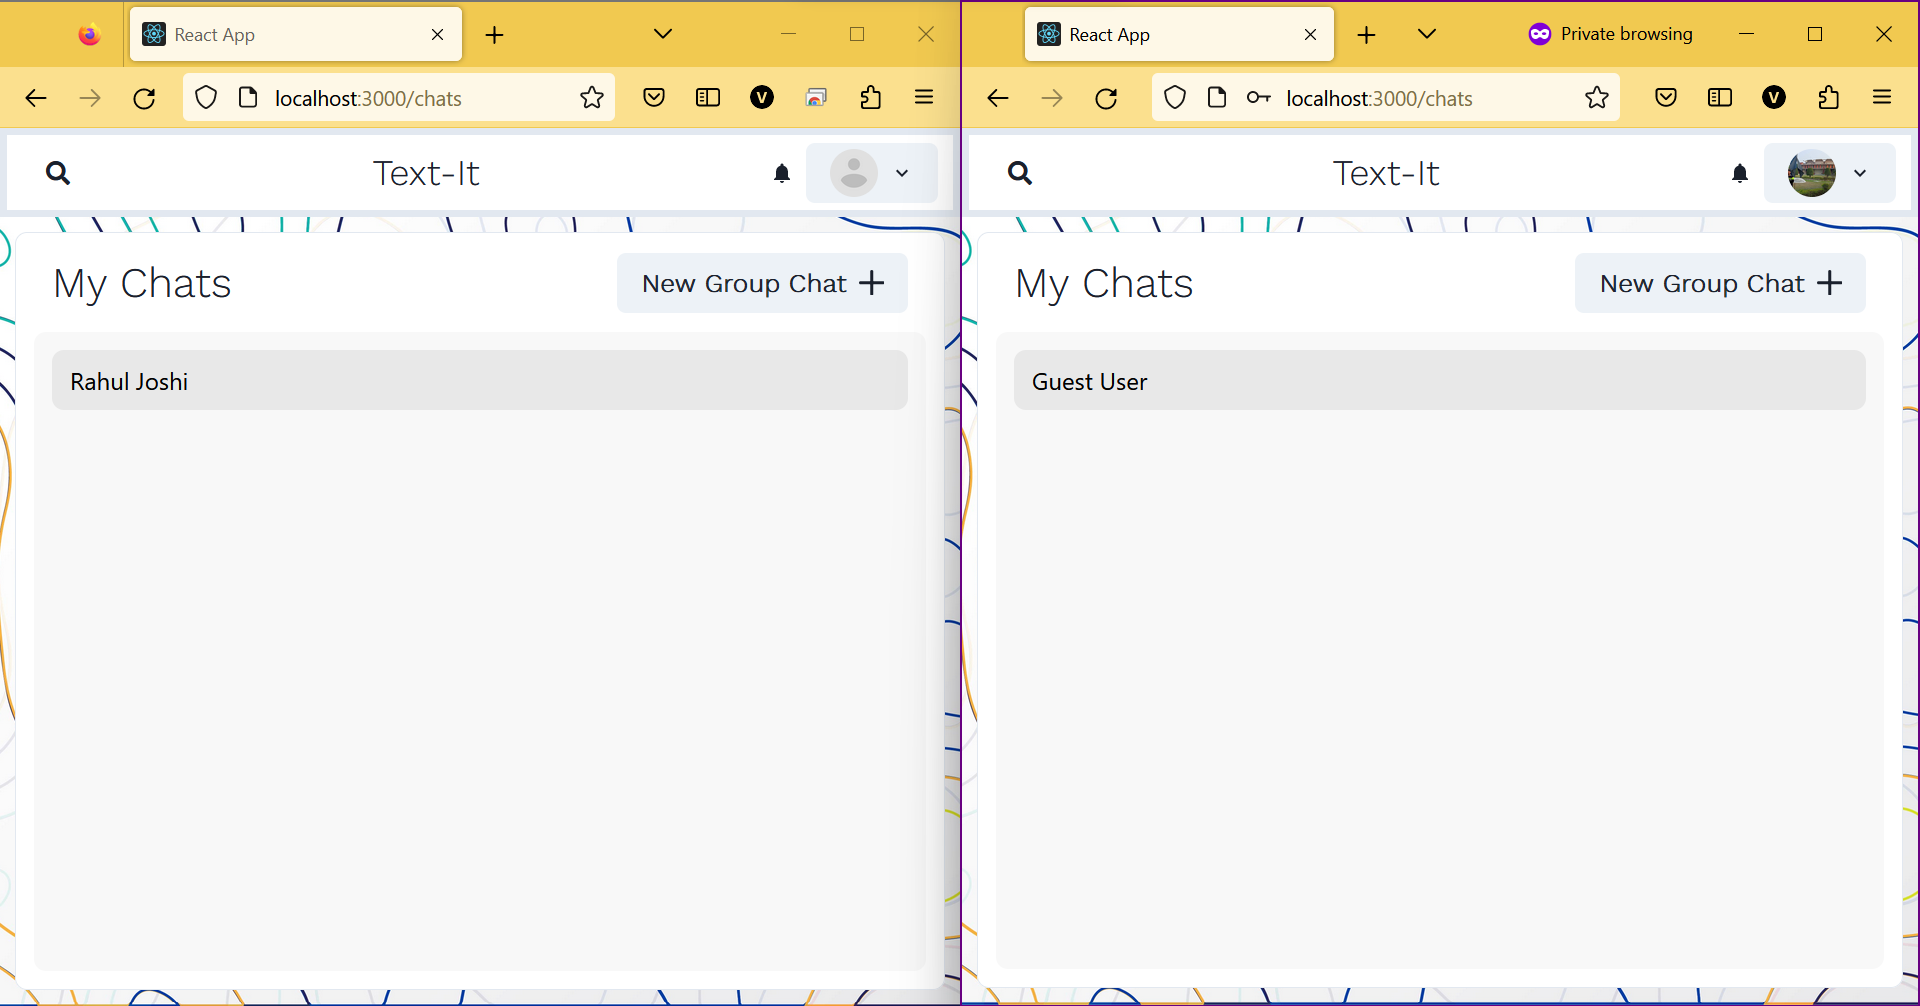 React App
localhost:3000/chats
V
Text-It
My Chats
New Group Chat
Rahul Joshi
React App
Private browsing
localhost:3000/chats
V
Text-It
My Chats
New Group Chat
Guest User